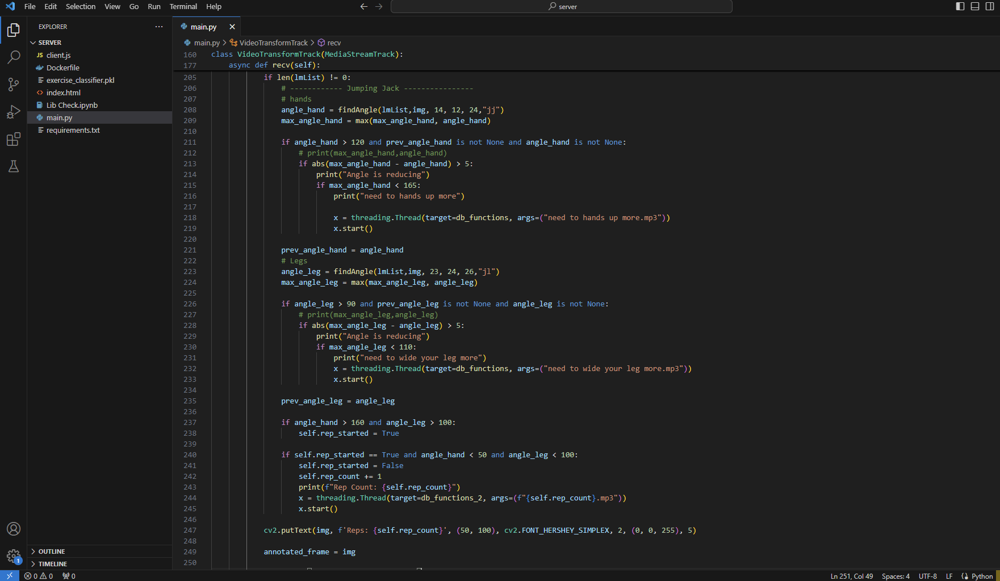 File Edit Selection View Go Run Terminal Help
server
EXPLORER
SERVER
JS client.js
Dockerfile
exercise_classifier.pkl
index.html
Lib Check.ipynb
main.py
requirements.txt
OUTLINE
TIMELINE
main.py
main.py > VideoTransformTrack > recv
160 class VideoTransformTrack(MediaStreamTrack):
177 async def recv(self):
205 if len(lmList) != 0:
206 # ------------ Jumping Jack ----------------
207 # hands
208 angle_hand = findAngle(lmList,img, 14, 12, 24,"jj")
209 max_angle_hand = max(max_angle_hand, angle_hand)
210
211 if angle_hand > 120 and prev_angle_hand is not None and angle_hand is not None:
212 # print(max_angle_hand,angle_hand)
213 if abs(max_angle_hand - angle_hand) > 5:
214 print("Angle is reducing")
215 if max_angle_hand < 165:
216 print("need to hands up more")
217
218 x = threading.Thread(target=db_functions, args=("need to hands up more.mp3"))
219 x.start()
220
221 prev_angle_hand = angle_hand
222 # Legs
223 angle_leg = findAngle(lmList,img, 23, 24, 26,"jl")
224 max_angle_leg = max(max_angle_leg, angle_leg)
225
226 if angle_leg > 90 and prev_angle_leg is not None and angle_leg is not None:
227 # print(max_angle_leg,angle_leg)
228 if abs(max_angle_leg - angle_leg) > 5:
229 print("Angle is reducing")
230 if max_angle_leg < 110:
231 print("need to wide your leg more")
232 x = threading.Thread(target=db_functions, args=("need to wide your leg more.mp3"))
233 x.start()
234
235 prev_angle_leg = angle_leg
236
237 if angle_hand > 160 and angle_leg > 100:
238 self.rep_started = True
239
240 if self.rep_started == True and angle_hand < 50 and angle_leg < 100:
241 self.rep_started = False
242 self.rep_count += 1
243 print(f"Rep Count: {self.rep_count}")
244 x = threading.Thread(target=db_functions_2, args=(f"{self.rep_count}.mp3"))
245 x.start()
246
247 cv2.putText(img, f'Reps: {self.rep_count}', (50, 100), cv2.FONT_HERSHEY_SIMPLEX, 2, (0, 0, 255), 5)
248
249 annotated_frame = img
250
1
0 0 0 Ln 251, Col 49 Spaces: 4 UTF-8 LF Python